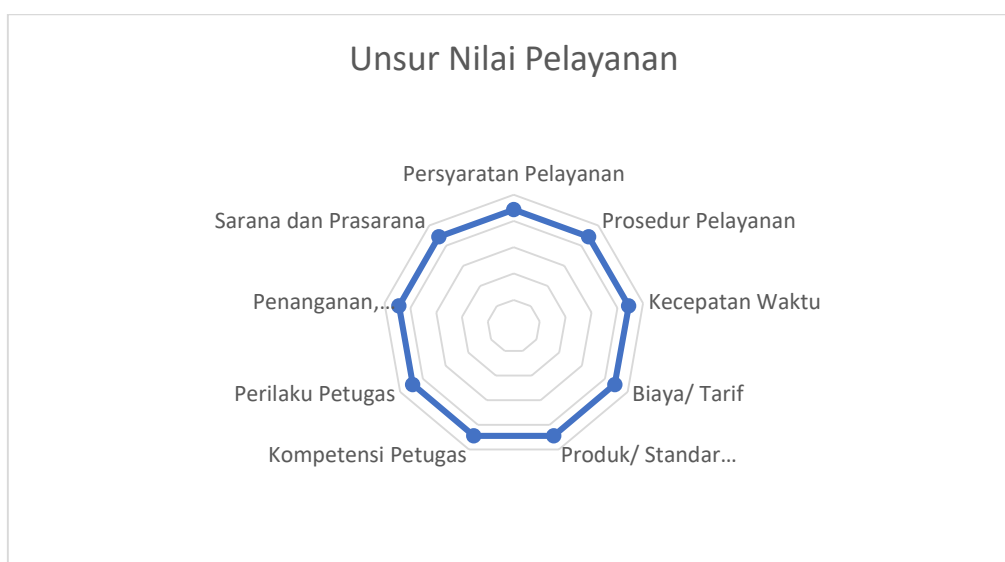 Unsur Nilai Pelayanan
Persyaratan Pelayanan
Prosedur Pelayanan
Kecepatan Waktu
Biaya/ Tarif
Produk/ Standar...
Kompetensi Petugas
Perilaku Petugas
Penanganan,...
Sarana dan Prasarana